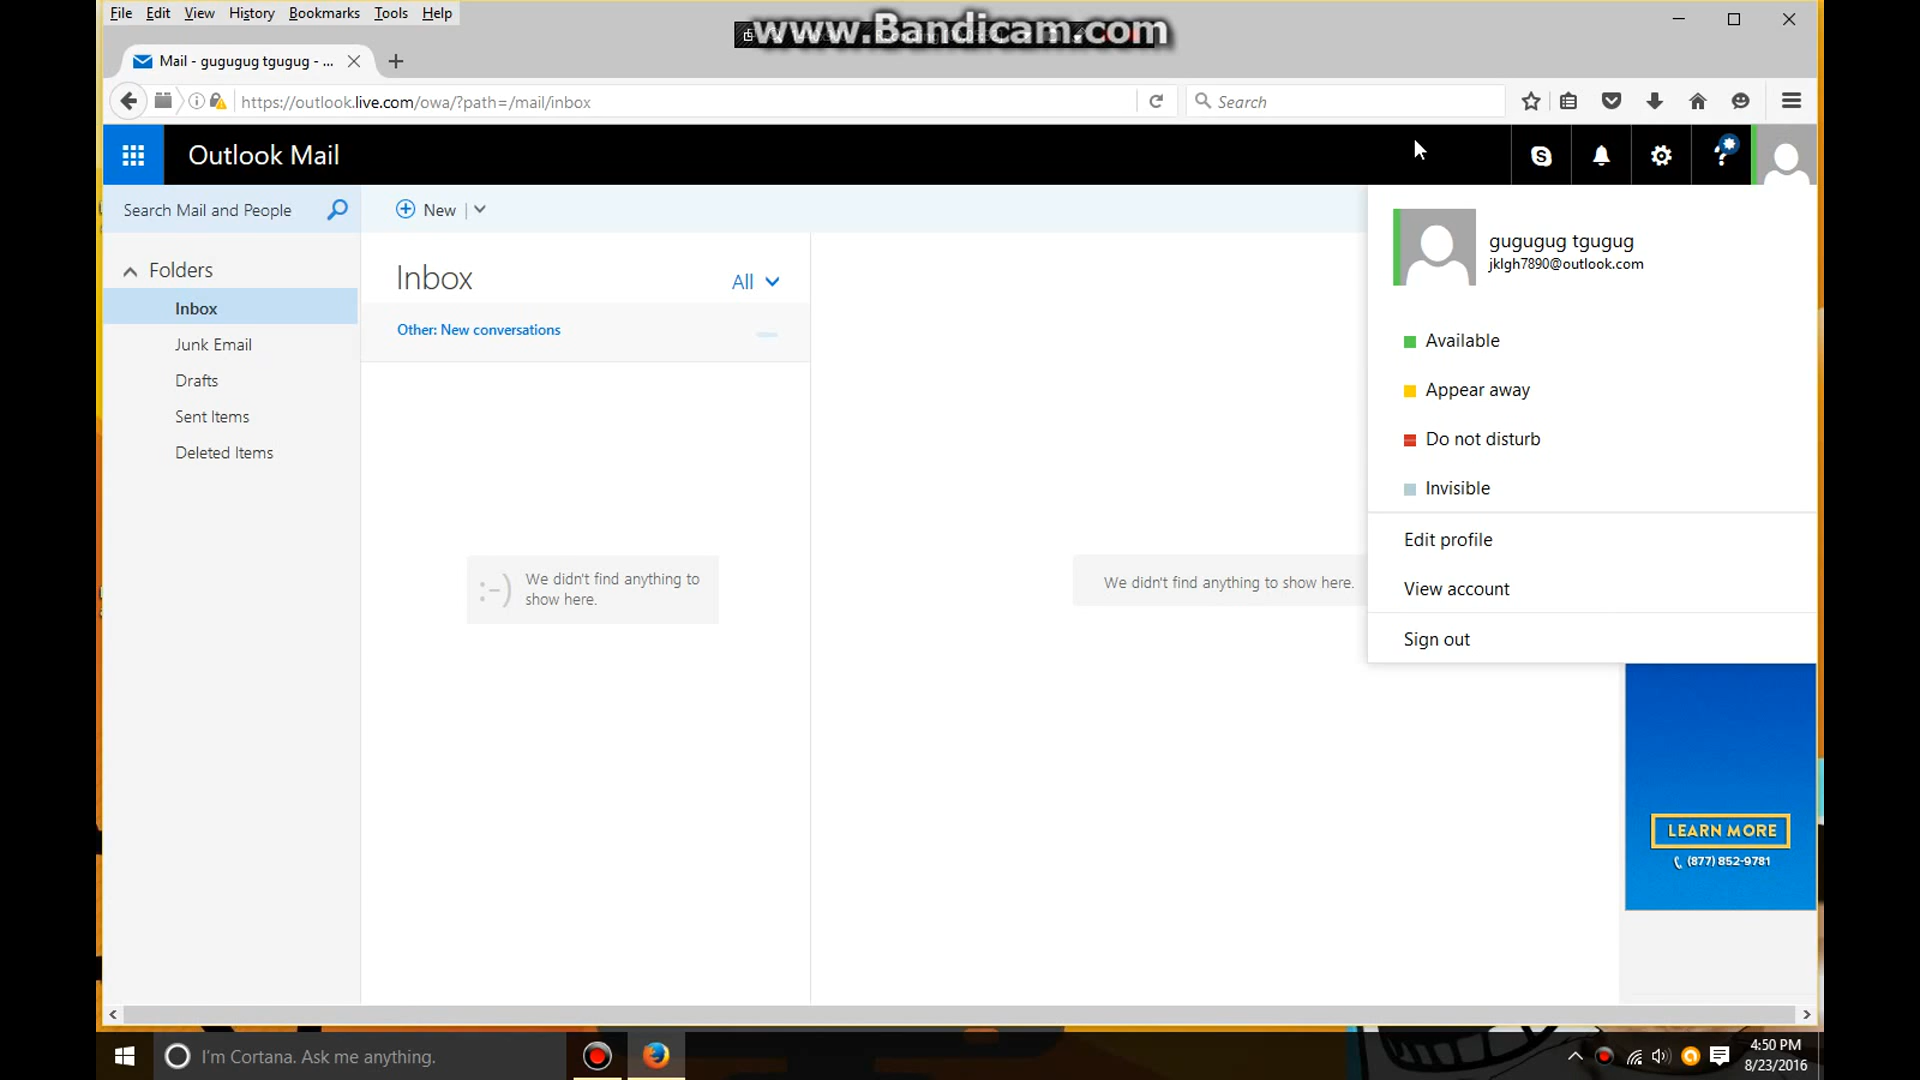 File Edit View History Bookmarks Tools Help
www.Bandicam.com
Mail - gugugug tgugug - ...
https://outlook.live.com/owa/?path=/mail/inbox
Search
Outlook Mail
Search Mail and People
New
gugugug tgugug
jklgh7890@outlook.com
Folders
Inbox
Junk Email
Drafts
Sent Items
Deleted Items
Inbox
All
Other: New conversations
We didn't find anything to
show here.
We didn't find anything to show here.
Available
Appear away
Do not disturb
Invisible
Edit profile
View account
Sign out
LEARN MORE
(877) 852-9781
I'm Cortana. Ask me anything.
4:50 PM
8/23/2016